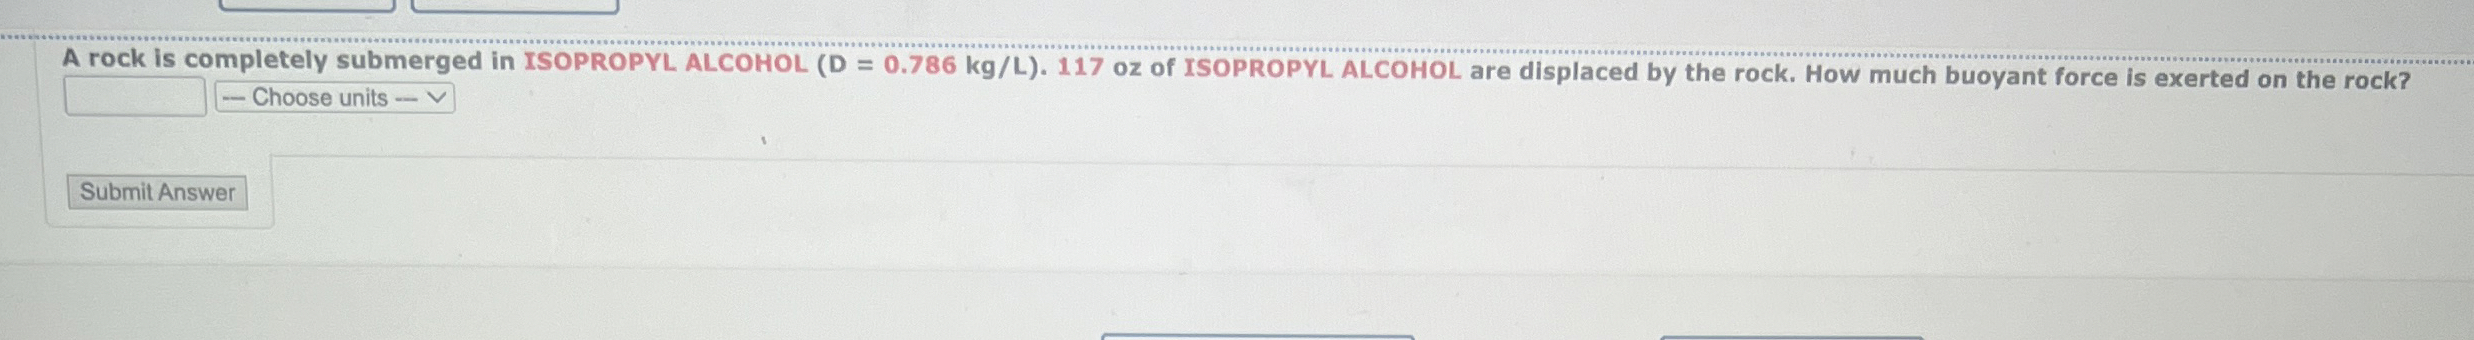 A rock is completely submerged in ISOPROPYL ALCOHOL (D = 0.786 kg/L). 117 oz of ISOPROPYL ALCOHOL are displaced by the rock. How much buoyant force is exerted on the rock?
--- Choose units ---
Submit Answer